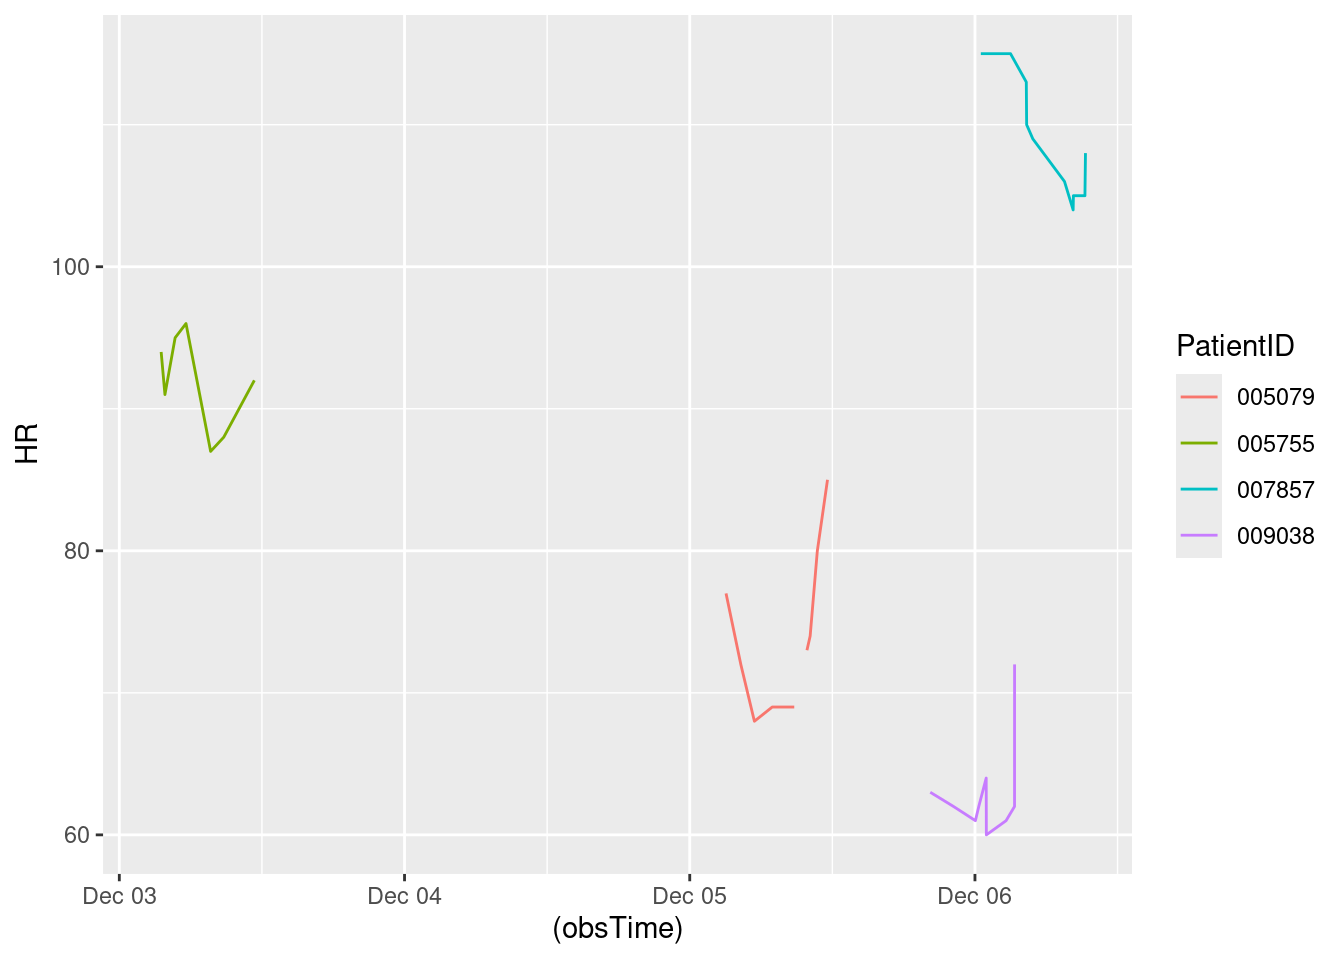 HR
100
80
60
Dec 03
Dec 04
Dec 05
Dec 06
(obsTime)
PatientID
005079
005755
007857
009038